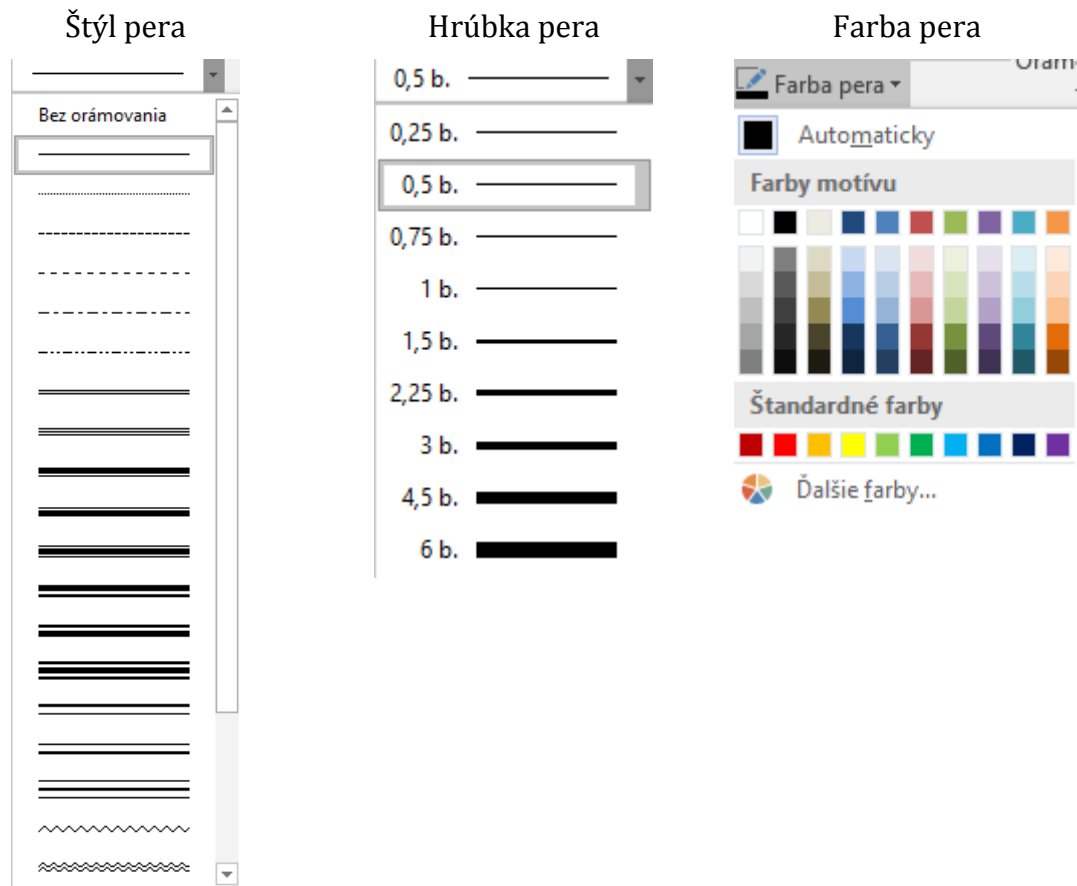 Štýl pera
Bez orámovania
Hrúbka pera
0,5 b.
0,25 b.
0,5 b.
0,75 b.
1 b.
1,5 b.
2,25 b.
3 b.
4,5 b.
6 b.
Farba pera
Farba pera
Automaticky
Farby motívu
Štandardné farby
Ďalšie farby...